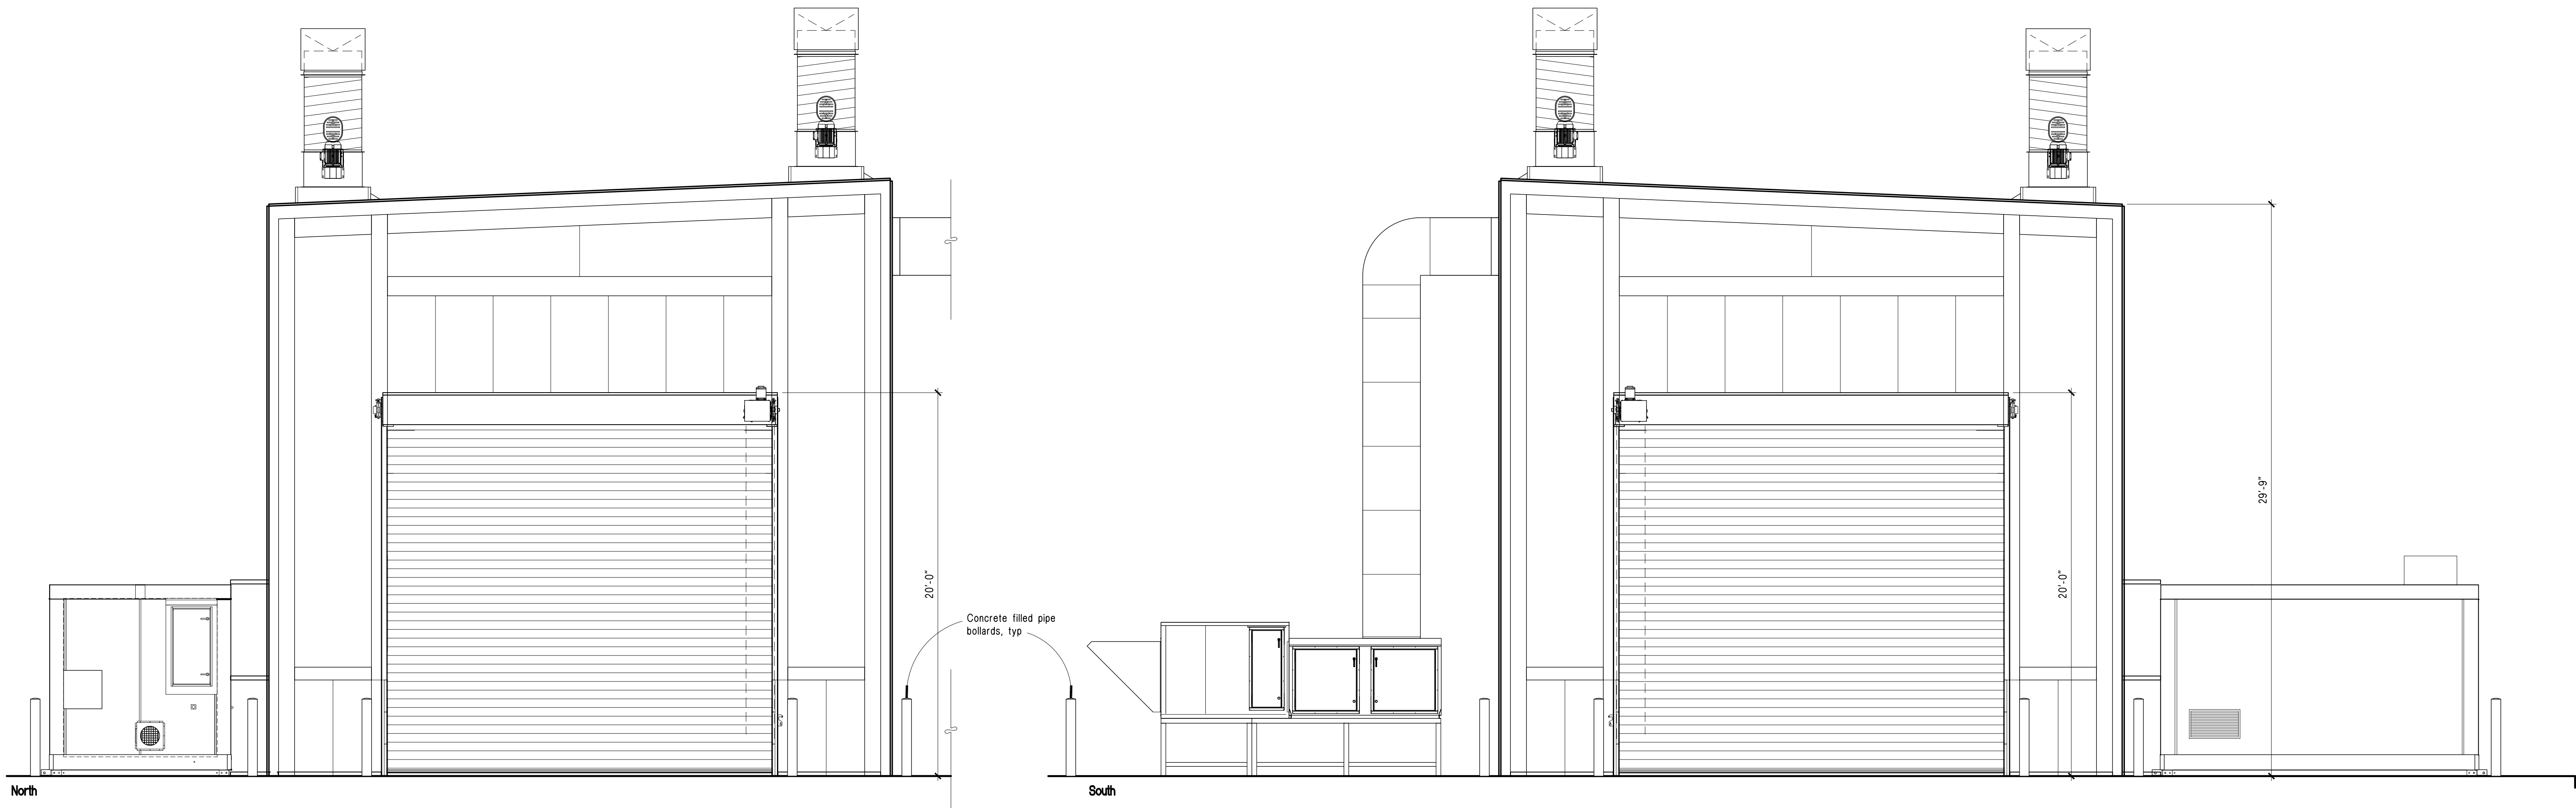 20'-0"
Concrete filled pipe
bollards, typ
20'-0"
29'-9"
North
South